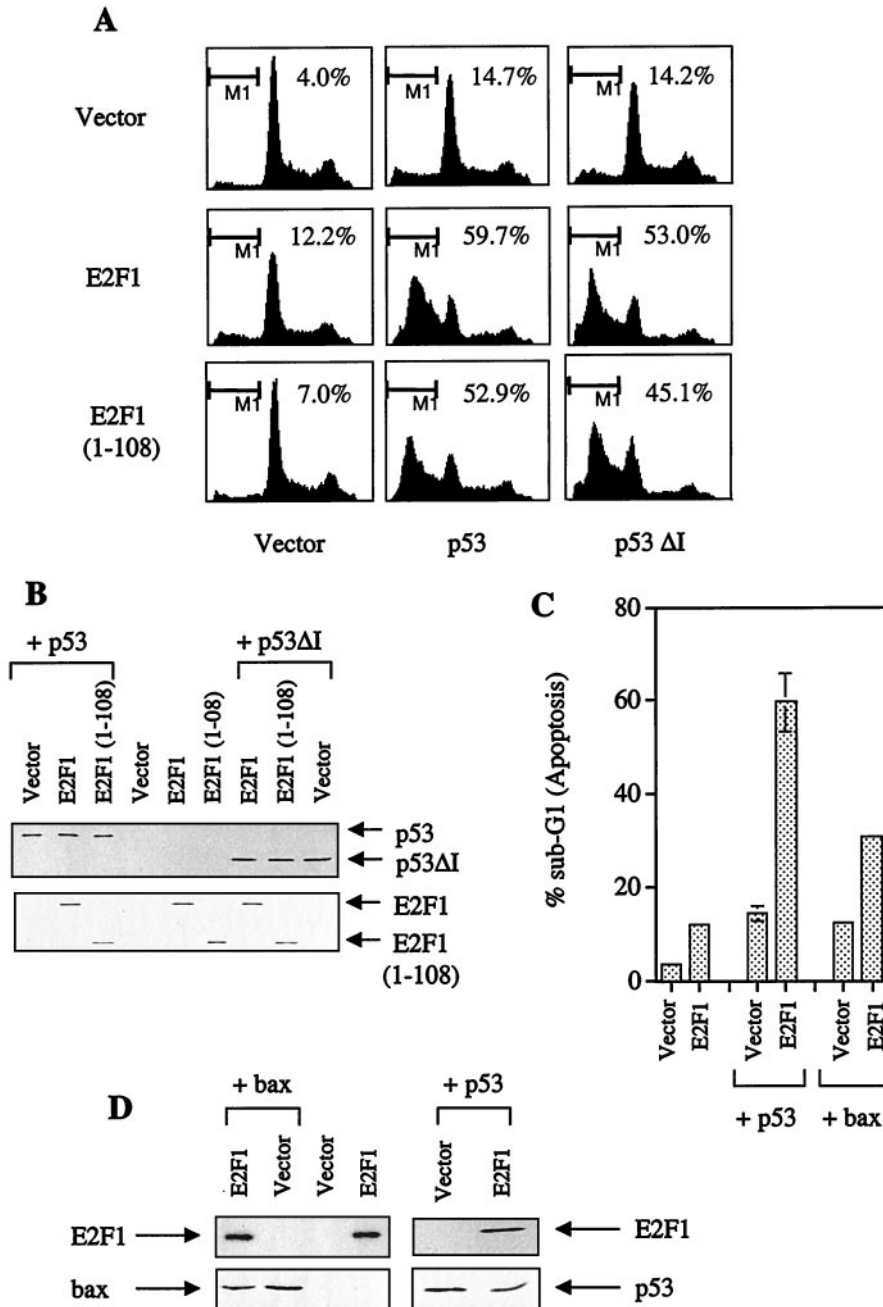 A
Vector
4.0%
M1
14.7%
M1
14.2%
M1
E2F1
12.2%
M1
59.7%
M1
53.0%
M1
E2F1
(1-108)
7.0%
M1
52.9%
M1
45.1%
M1
Vector p53 p53 ΔI
B
+ p53 + p53ΔI
Vector
E2F1
E2F1 (1-108)
Vector
E2F1
E2F1 (1-08)
E2F1
E2F1 (1-108)
Vector
p53
p53ΔI
E2F1
E2F1
(1-108)
C
% sub-G1 (Apoptosis)
80
60
40
20
0
Vector
E2F1
Vector
E2F1
Vector
E2F1
+ p53 + bax
D
+ bax + p53
E2F1
Vector
Vector
E2F1
Vector
E2F1
E2F1 E2F1
bax p53